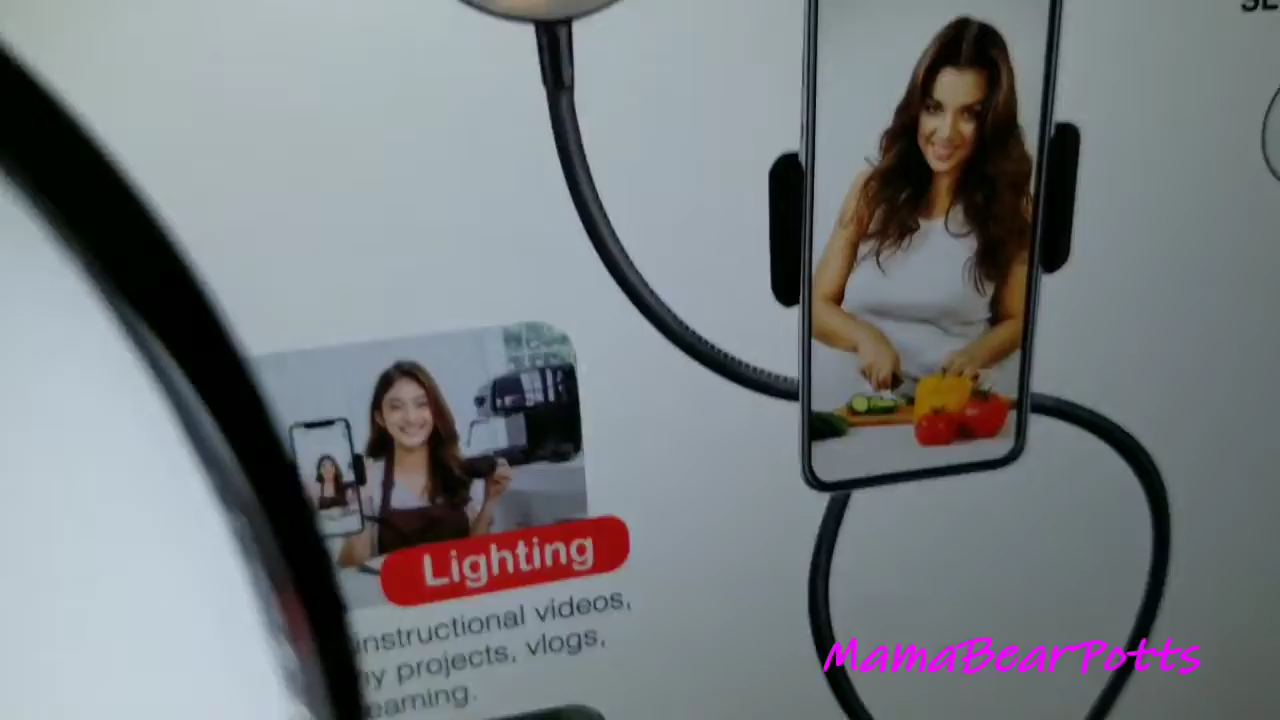 Lighting
instructional videos,
projects, vlogs,
MamaBearPotts